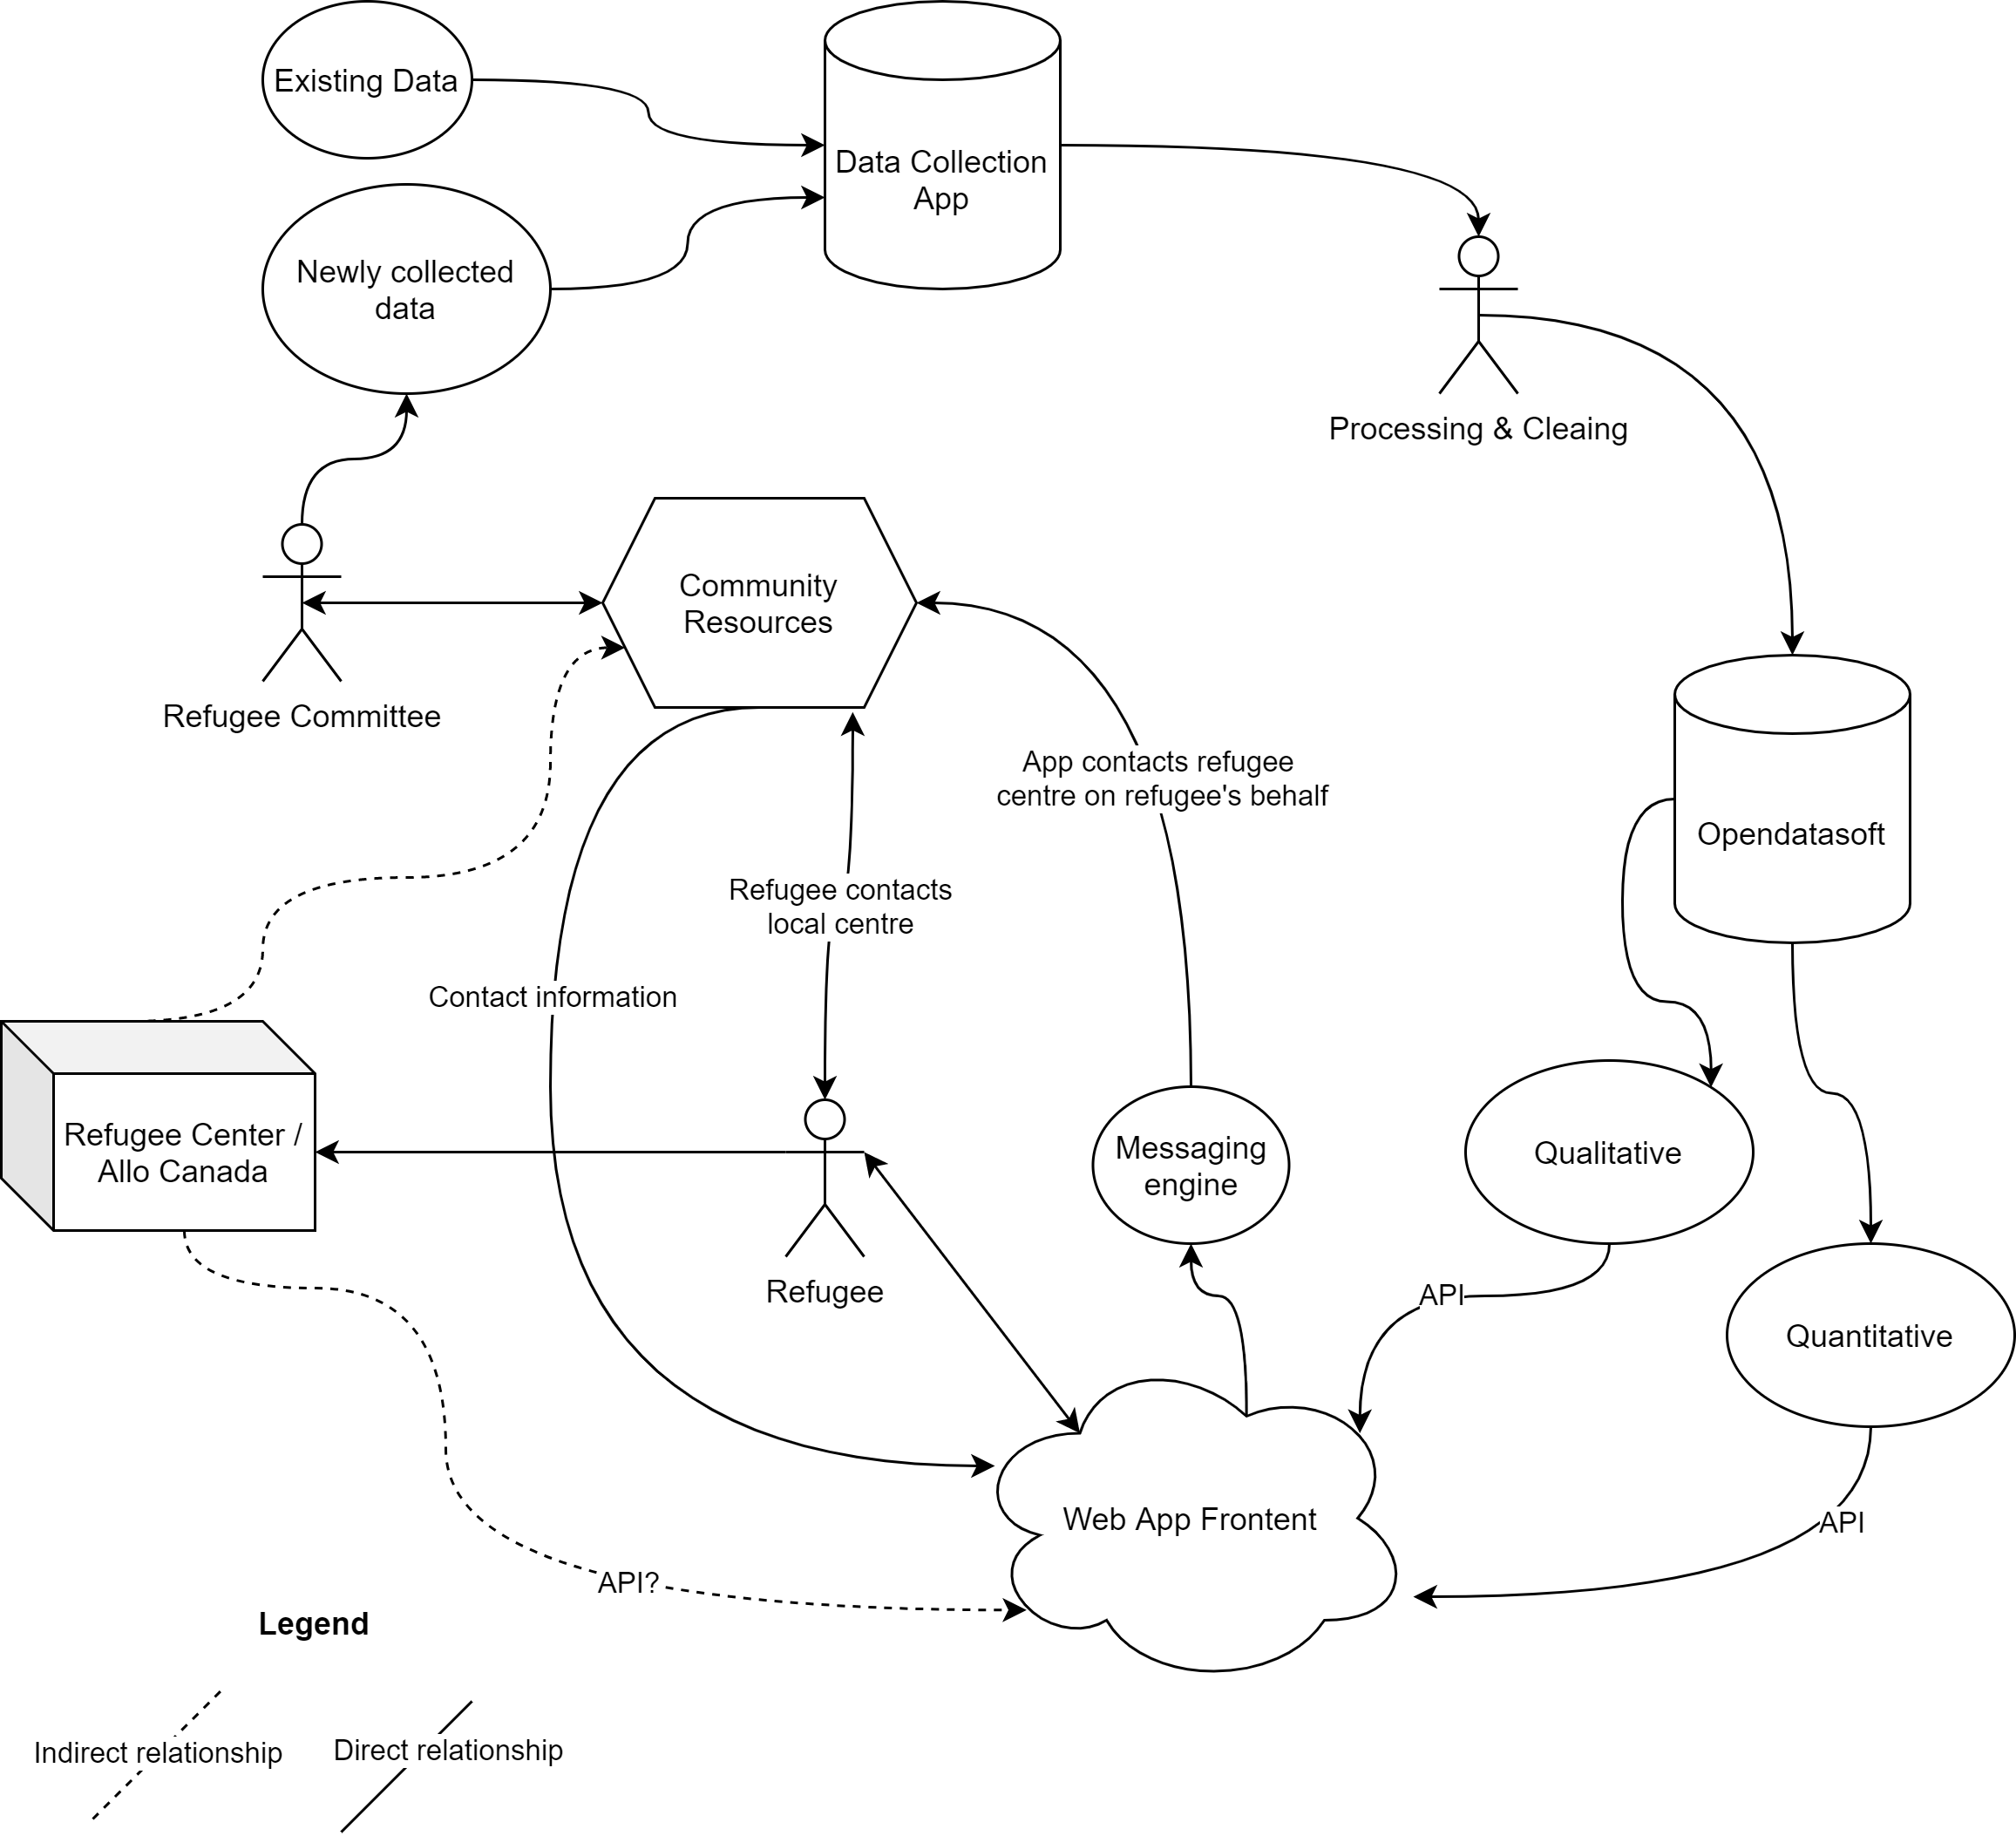 Existing Data
Data Collection
App
Newly collected
data
Processing & Cleaing
Community
Resources
Refugee Committee
App contacts refugee
centre on refugee's behalf
Opendatasoft
Refugee contacts
local centre
Contact information
Refugee Center /
Allo Canada
Messaging
engine
Qualitative
Refugee
API
Quantitative
Web App Frontent
API
API?
Legend
Indirect relationship
Direct relationship